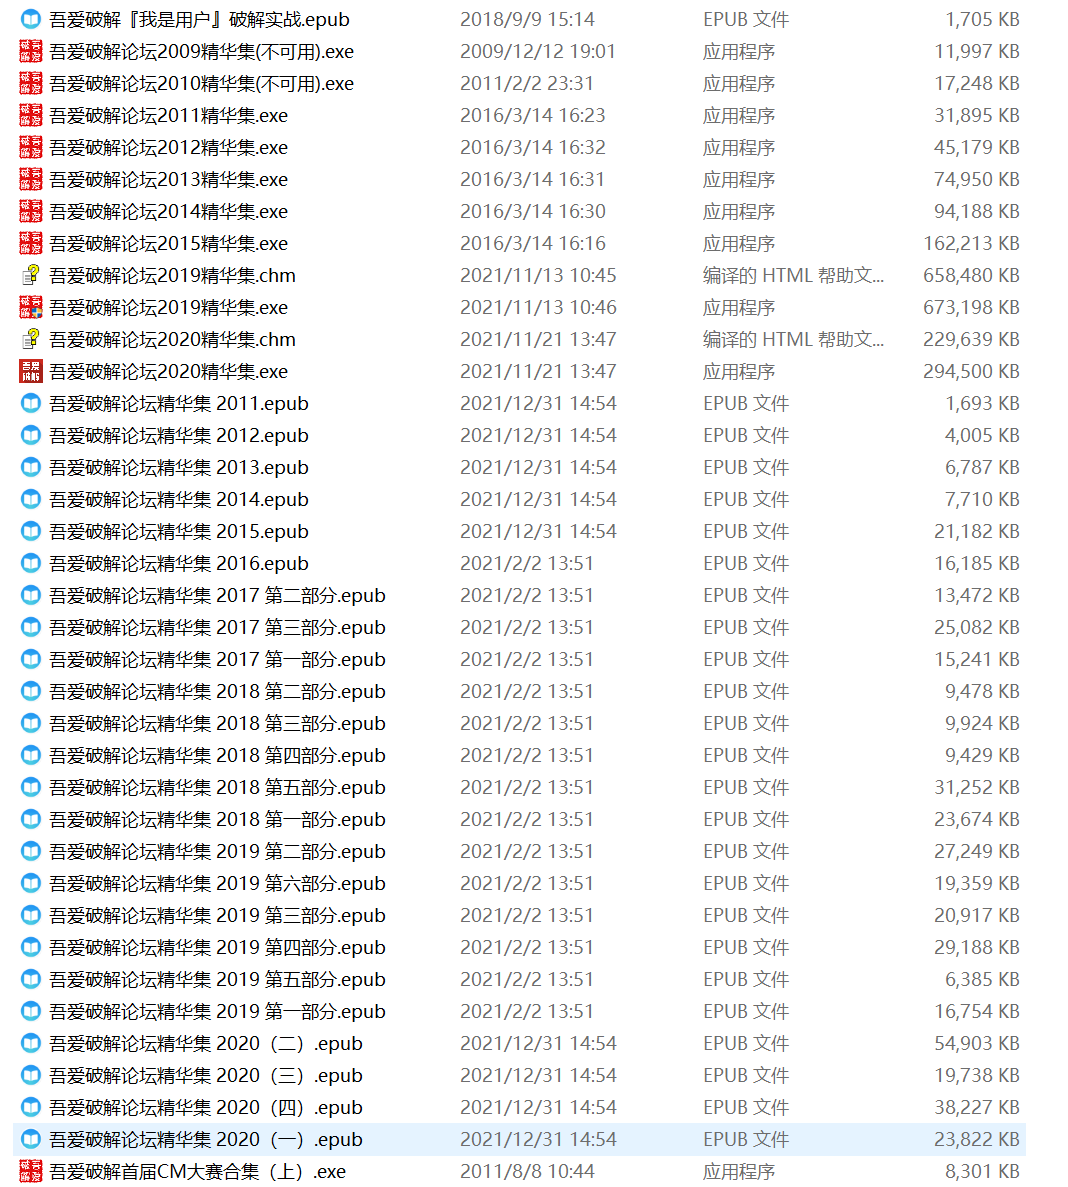 吾爱破解『我是用户』破解实战.epub 2018/9/9 15:14 EPUB 文件 1,705 KB
吾爱破解论坛2009精华集(不可用).exe 2009/12/12 19:01 应用程序 11,997 KB
吾爱破解论坛2010精华集(不可用).exe 2011/2/2 23:31 应用程序 17,248 KB
吾爱破解论坛2011精华集.exe 2016/3/14 16:23 应用程序 31,895 KB
吾爱破解论坛2012精华集.exe 2016/3/14 16:32 应用程序 45,179 KB
吾爱破解论坛2013精华集.exe 2016/3/14 16:31 应用程序 74,950 KB
吾爱破解论坛2014精华集.exe 2016/3/14 16:30 应用程序 94,188 KB
吾爱破解论坛2015精华集.exe 2016/3/14 16:16 应用程序 162,213 KB
吾爱破解论坛2019精华集.chm 2021/11/13 10:45 编译的 HTML 帮助文... 658,480 KB
吾爱破解论坛2019精华集.exe 2021/11/13 10:46 应用程序 673,198 KB
吾爱破解论坛2020精华集.chm 2021/11/21 13:47 编译的 HTML 帮助文... 229,639 KB
吾爱破解论坛2020精华集.exe 2021/11/21 13:47 应用程序 294,500 KB
吾爱破解论坛精华集 2011.epub 2021/12/31 14:54 EPUB 文件 1,693 KB
吾爱破解论坛精华集 2012.epub 2021/12/31 14:54 EPUB 文件 4,005 KB
吾爱破解论坛精华集 2013.epub 2021/12/31 14:54 EPUB 文件 6,787 KB
吾爱破解论坛精华集 2014.epub 2021/12/31 14:54 EPUB 文件 7,710 KB
吾爱破解论坛精华集 2015.epub 2021/12/31 14:54 EPUB 文件 21,182 KB
吾爱破解论坛精华集 2016.epub 2021/2/2 13:51 EPUB 文件 16,185 KB
吾爱破解论坛精华集 2017 第二部分.epub 2021/2/2 13:51 EPUB 文件 13,472 KB
吾爱破解论坛精华集 2017 第三部分.epub 2021/2/2 13:51 EPUB 文件 25,082 KB
吾爱破解论坛精华集 2017 第一部分.epub 2021/2/2 13:51 EPUB 文件 15,241 KB
吾爱破解论坛精华集 2018 第二部分.epub 2021/2/2 13:51 EPUB 文件 9,478 KB
吾爱破解论坛精华集 2018 第三部分.epub 2021/2/2 13:51 EPUB 文件 9,924 KB
吾爱破解论坛精华集 2018 第四部分.epub 2021/2/2 13:51 EPUB 文件 9,429 KB
吾爱破解论坛精华集 2018 第五部分.epub 2021/2/2 13:51 EPUB 文件 31,252 KB
吾爱破解论坛精华集 2018 第一部分.epub 2021/2/2 13:51 EPUB 文件 23,674 KB
吾爱破解论坛精华集 2019 第二部分.epub 2021/2/2 13:51 EPUB 文件 27,249 KB
吾爱破解论坛精华集 2019 第六部分.epub 2021/2/2 13:51 EPUB 文件 19,359 KB
吾爱破解论坛精华集 2019 第三部分.epub 2021/2/2 13:51 EPUB 文件 20,917 KB
吾爱破解论坛精华集 2019 第四部分.epub 2021/2/2 13:51 EPUB 文件 29,188 KB
吾爱破解论坛精华集 2019 第五部分.epub 2021/2/2 13:51 EPUB 文件 6,385 KB
吾爱破解论坛精华集 2019 第一部分.epub 2021/2/2 13:51 EPUB 文件 16,754 KB
吾爱破解论坛精华集 2020（二）.epub 2021/12/31 14:54 EPUB 文件 54,903 KB
吾爱破解论坛精华集 2020（三）.epub 2021/12/31 14:54 EPUB 文件 19,738 KB
吾爱破解论坛精华集 2020（四）.epub 2021/12/31 14:54 EPUB 文件 38,227 KB
吾爱破解论坛精华集 2020（一）.epub 2021/12/31 14:54 EPUB 文件 23,822 KB
吾爱破解首届CM大赛合集（上）.exe 2011/8/8 10:44 应用程序 8,301 KB